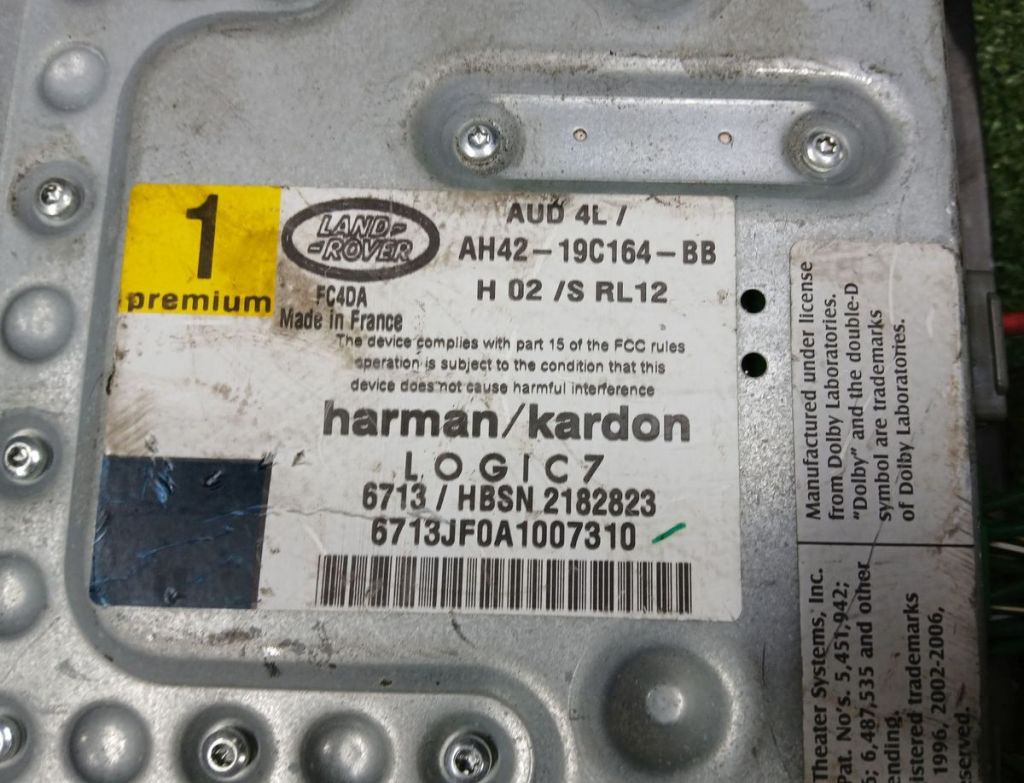 1
premium
LAND-
-ROVER
FC4DA
Made in France
AUD 4L /
AH42-19C164-BB
H 02 /S RL12
The device complies with part 15 of the FCC rules
operation is subject to the condition that this
device does not cause harmful interference
harman/kardon
LOGIC7
6713 / HBSN 2182823
6713JF0A1007310
Manufactured under license
from Dolby Laboratories.
"Dolby" and the double-D
symbol are trademarks
of Dolby Laboratories.
Theater Systems, Inc.
Pat. No's. 5,451,942;
6,487,535 and other
ending.
istered trademarks
1996, 2002-2006,
served.